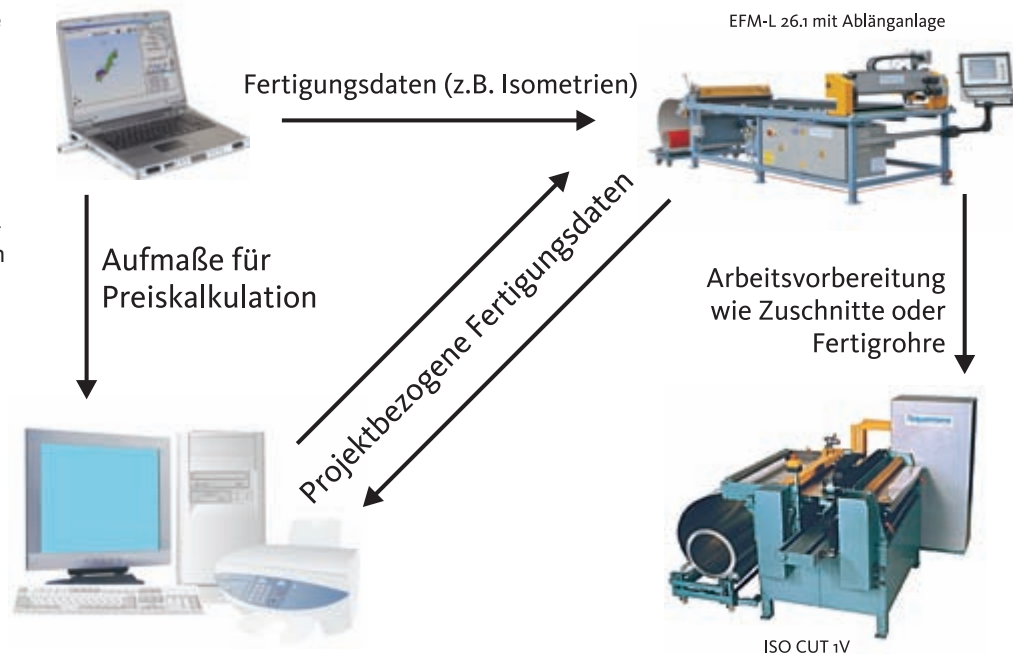 EFM-L 26.1 mit Ablänganlage
Fertigungsdaten (z.B. Isometrien)
Aufmaße für
Preiskalkulation
Projektbezogene Fertigungsdaten
Arbeitsvorbereitung
wie Zuschnitte oder
Fertigrohre
ISO CUT 1V